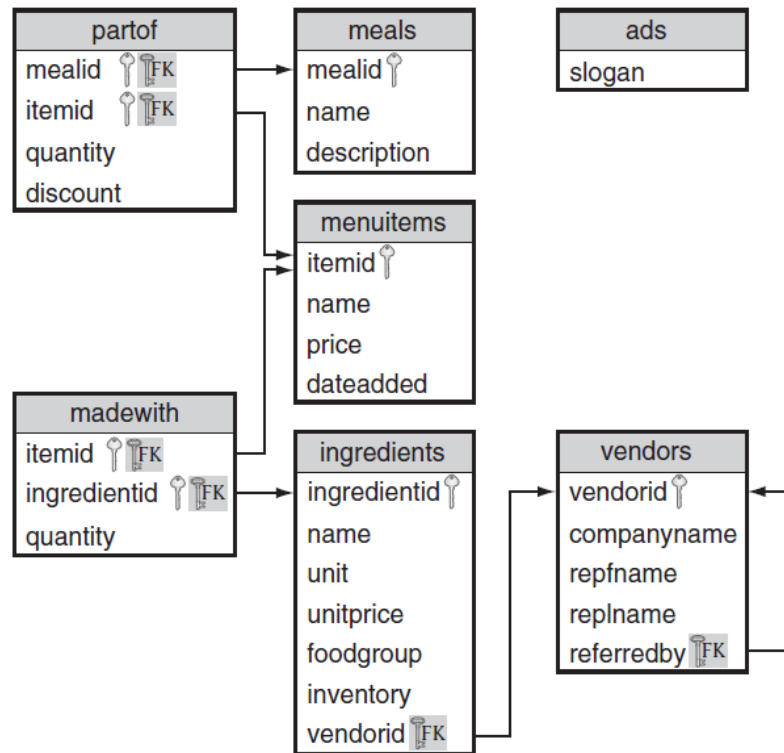 partof
mealid FK
itemid FK
quantity
discount
meals
mealid
name
description
ads
slogan
menuitems
itemid
name
price
dateadded
madewith
itemid FK
ingredientid FK
quantity
ingredients
ingredientid
name
unit
unitprice
foodgroup
inventory
vendorid FK
vendors
vendorid
companyname
repfname
replname
referredby FK